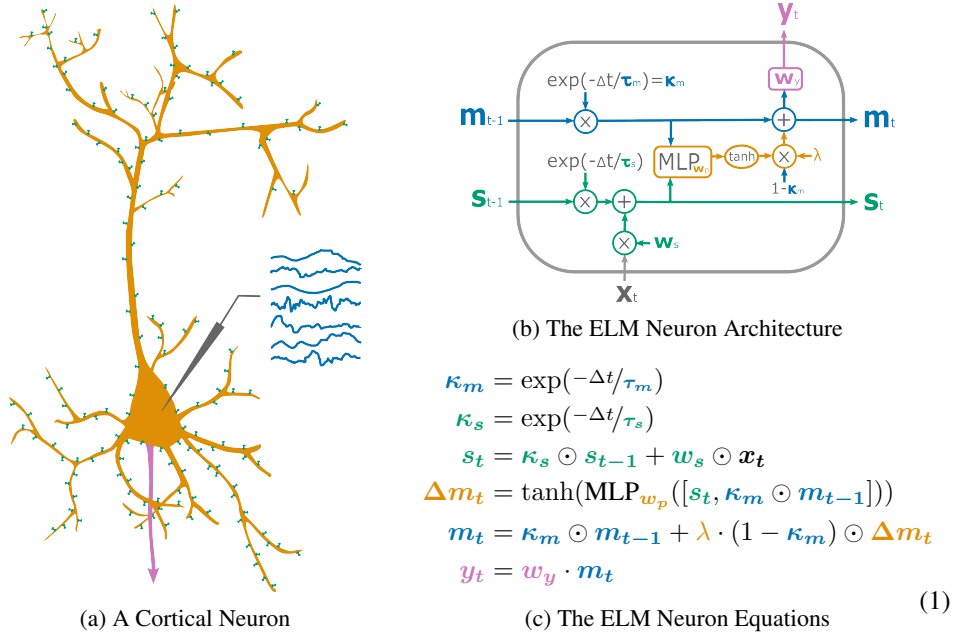 (a) A Cortical Neuron
y_t
w_y
exp(-Δt/τ_m)=κ_m
m_t-1
×
+
m_t
exp(-Δt/τ_s)
MLP_w_p
tanh
×
λ
1-κ_m
s_t-1
×
+
s_t
×
w_s
x_t
(b) The ELM Neuron Architecture
κ_m = exp(−Δt/τ_m)
κ_s = exp(−Δt/τ_s)
s_t = κ_s ⊙ s_t−1 + w_s ⊙ x_t
Δm_t = tanh(MLP_w_p([s_t, κ_m ⊙ m_t−1]))
m_t = κ_m ⊙ m_t−1 + λ · (1 − κ_m) ⊙ Δm_t
y_t = w_y · m_t
(1)
(c) The ELM Neuron Equations